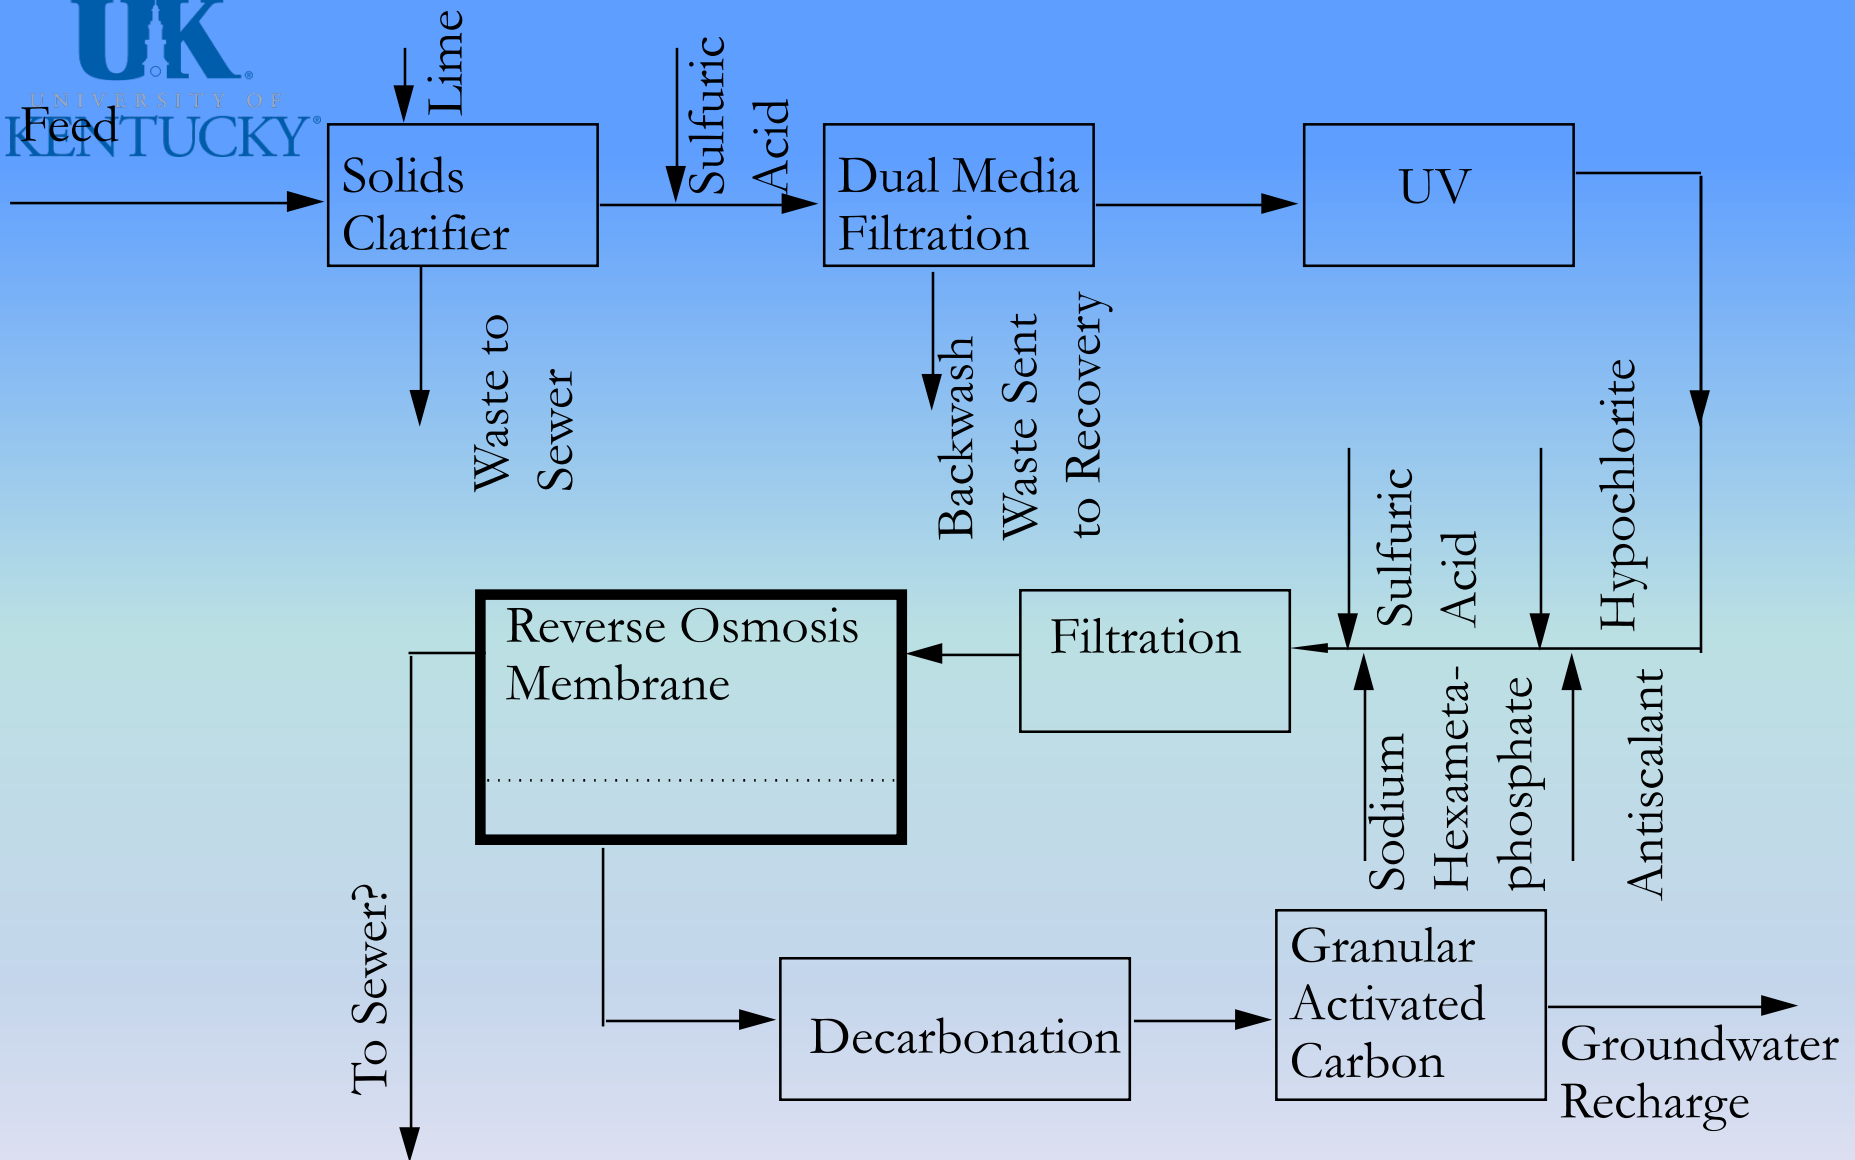 UK
UNIVERSITY OF
KENTUCKY
Feed
Lime
Sulfuric
Acid
Solids
Clarifier
Dual Media
Filtration
UV
Waste to
Sewer
Backwash
Waste Sent
to Recovery
Sulfuric
Acid
Hypochlorite
Reverse Osmosis
Membrane
Filtration
Sodium
Hexameta-
phosphate
Antiscalant
To Sewer?
Decarbonation
Granular
Activated
Carbon
Groundwater
Recharge